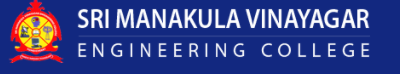 SRI MANAKULA VINAYAGAR
ENGINEERING COLLEGE